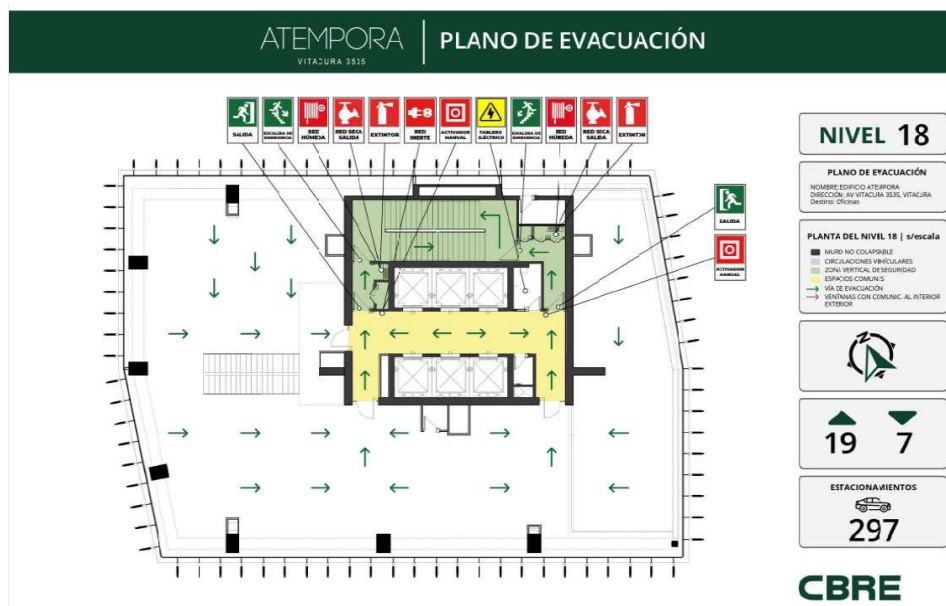 ATEMPORA
VITACURA 3535
PLANO DE EVACUACIÓN
SALIDA
ESCALERA DE EMERGENCIA
RED HÚMEDA
RED SECA SALIDA
EXTINTOR
RED INERTE
ACTIVADOR MANUAL
TABLERO ELÉCTRICO
ESCALERA DE EMERGENCIA
RED HÚMEDA
RED SECA SALIDA
EXTINTOR
SALIDA
ACTIVADOR MANUAL
NIVEL 18
PLANO DE EVACUACIÓN
NOMBRE: EDIFICIO ATEMPORA
DIRECCIÓN: AV VITACURA 3535, VITACURA
Destino: Oficinas
PLANTA DEL NIVEL 18 | s/escala
MURO NO COLAPSABLE
CIRCULACIONES VEHÍCULARES
ZONA VERTICAL DE SEGURIDAD
ESPACIOS COMUNES
VÍA DE EVACUACIÓN
VENTANAS CON COMUNIC. AL INTERIOR
EXTERIOR
N
19
7
ESTACIONAMIENTOS
297
CBRE